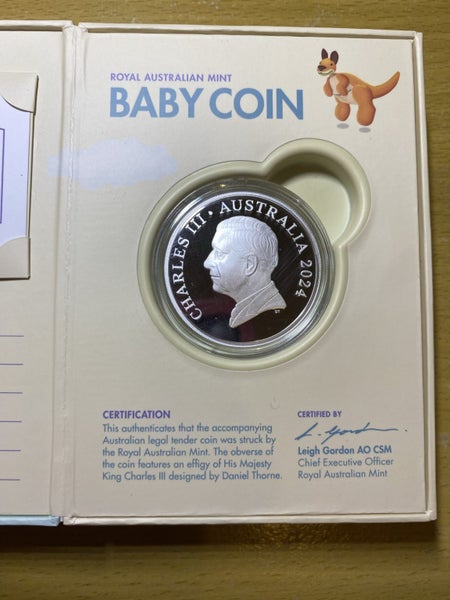 ROYAL AUSTRALIAN MINT
BABY COIN
CHARLES III • AUSTRALIA 2024
CERTIFICATION
This authenticates that the accompanying
Australian legal tender coin was struck by
the Royal Australian Mint. The obverse of
the coin features an effigy of His Majesty
King Charles III designed by Daniel Thorne.
CERTIFIED BY
Leigh Gordon AO CSM
Chief Executive Officer
Royal Australian Mint